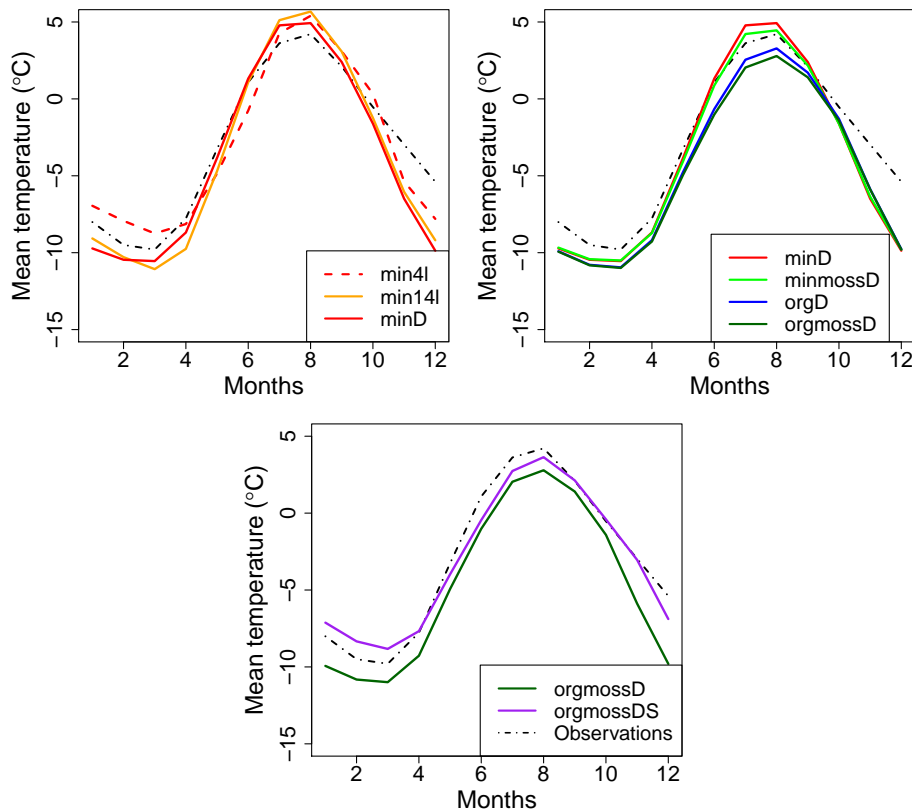 Mean temperature (°C)
5
0
−5
−10
−15
min4l
min14l
minD
2 4 6 8 10 12
Months
Mean temperature (°C)
5
0
−5
−10
−15
minD
minmossD
orgD
orgmossD
2 4 6 8 10 12
Months
Mean temperature (°C)
5
0
−5
−10
−15
orgmossD
orgmossDS
Observations
2 4 6 8 10 12
Months